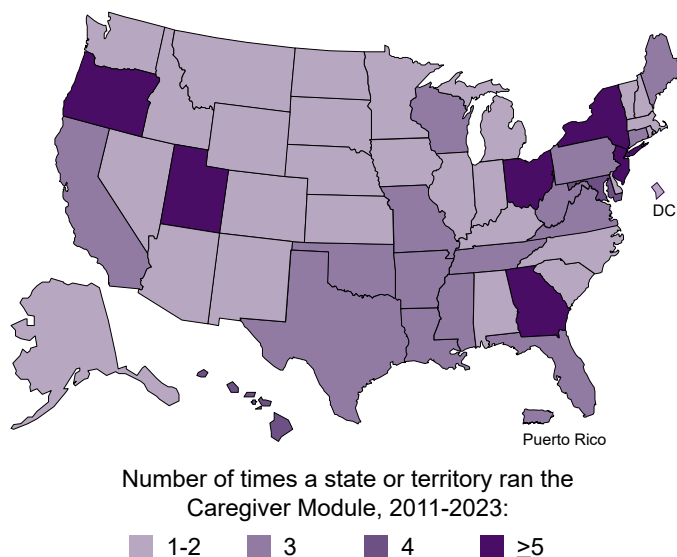 DC
Puerto Rico
Number of times a state or territory ran the
Caregiver Module, 2011-2023:
1-2 3 4 ≥5